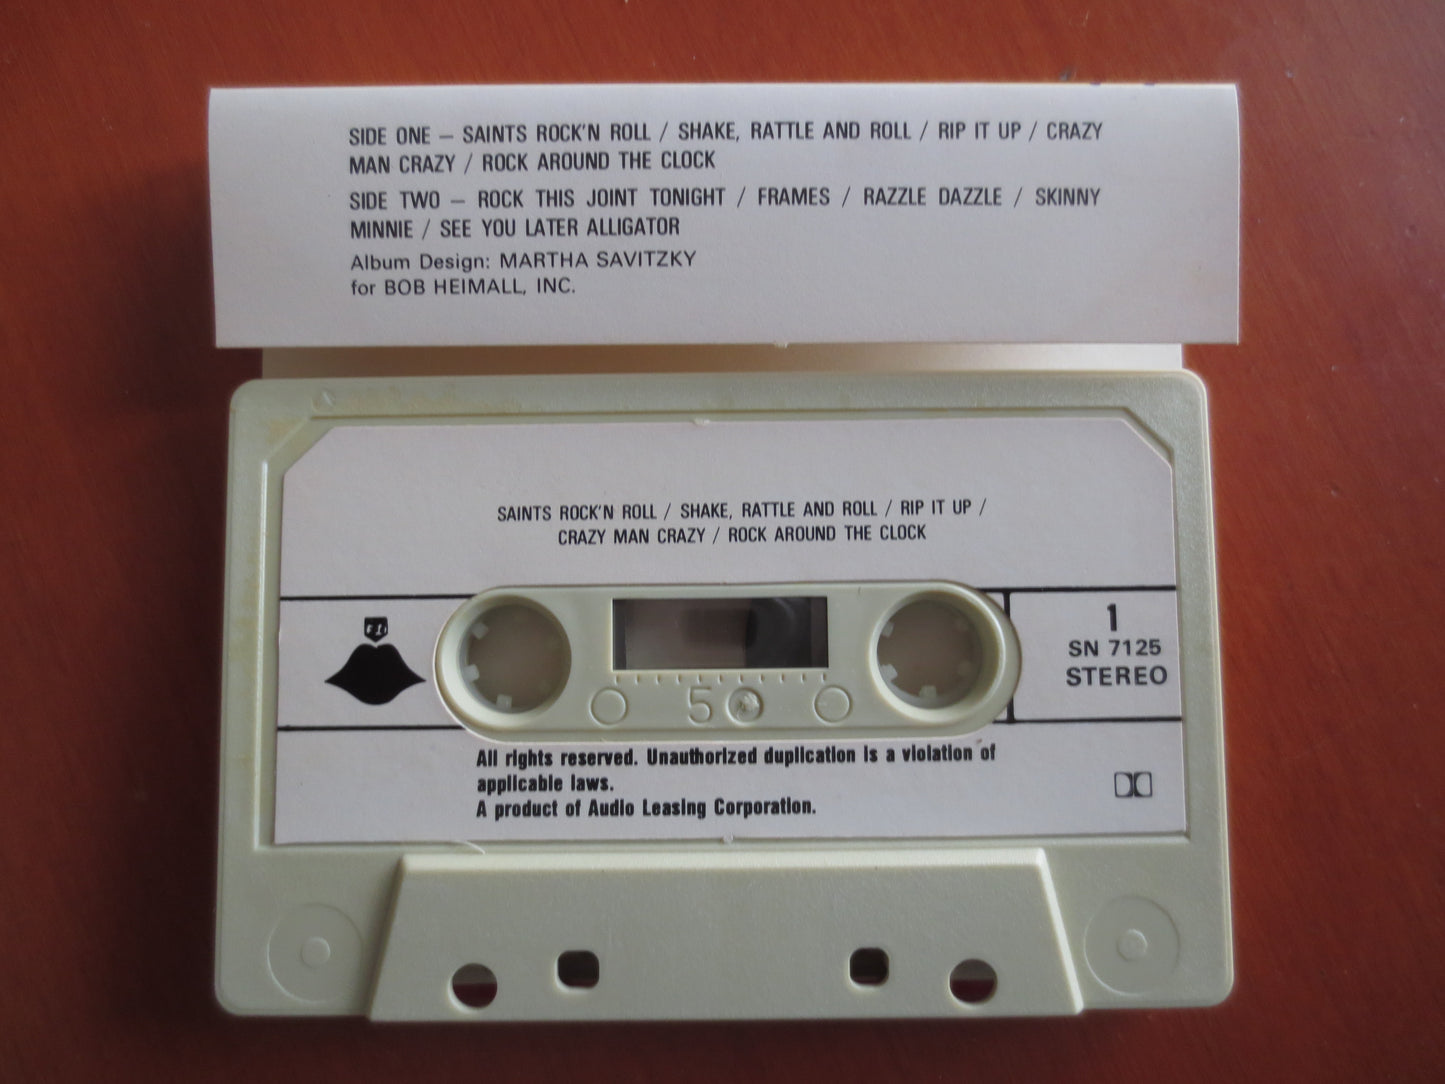 SIDE ONE – SAINTS ROCK'N ROLL / SHAKE, RATTLE AND ROLL / RIP IT UP / CRAZY
MAN CRAZY / ROCK AROUND THE CLOCK
SIDE TWO – ROCK THIS JOINT TONIGHT / FRAMES / RAZZLE DAZZLE / SKINNY
MINNIE / SEE YOU LATER ALLIGATOR
Album Design: MARTHA SAVITZKY
for BOB HEIMALL, INC.
SAINTS ROCK'N ROLL / SHAKE, RATTLE AND ROLL / RIP IT UP /
CRAZY MAN CRAZY / ROCK AROUND THE CLOCK
1
SN 7125
STEREO
50
All rights reserved. Unauthorized duplication is a violation of
applicable laws.
A product of Audio Leasing Corporation.